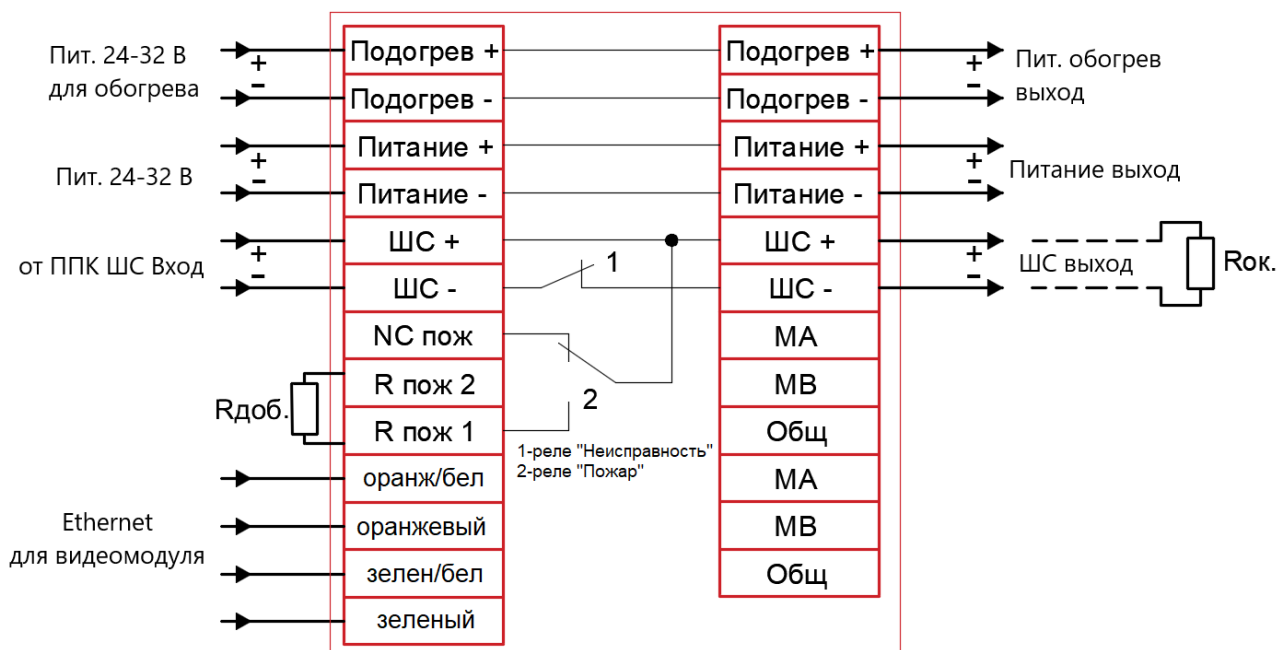 Пит. 24-32 В
для обогрева
+
−
Пит. 24-32 В
+
−
от ППК ШС Вход
+
−
Rдоб.
Ethernet
для видеомодуля
Подогрев +
Подогрев -
Питание +
Питание -
ШС +
ШС -
NC пож
R пож 2
R пож 1
оранж/бел
оранжевый
зелен/бел
зеленый
1
2
1-реле "Неисправность"
2-реле "Пожар"
Подогрев +
Подогрев -
Питание +
Питание -
ШС +
ШС -
МА
МВ
Общ
МА
МВ
Общ
+
−
Пит. обогрев
выход
+
−
Питание выход
+
−
ШС выход
Rок.